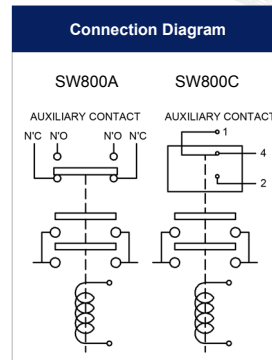 Connection Diagram
SW800A SW800C
AUXILIARY CONTACT AUXILIARY CONTACT
N'C N'O N'O N'C
1
4
2